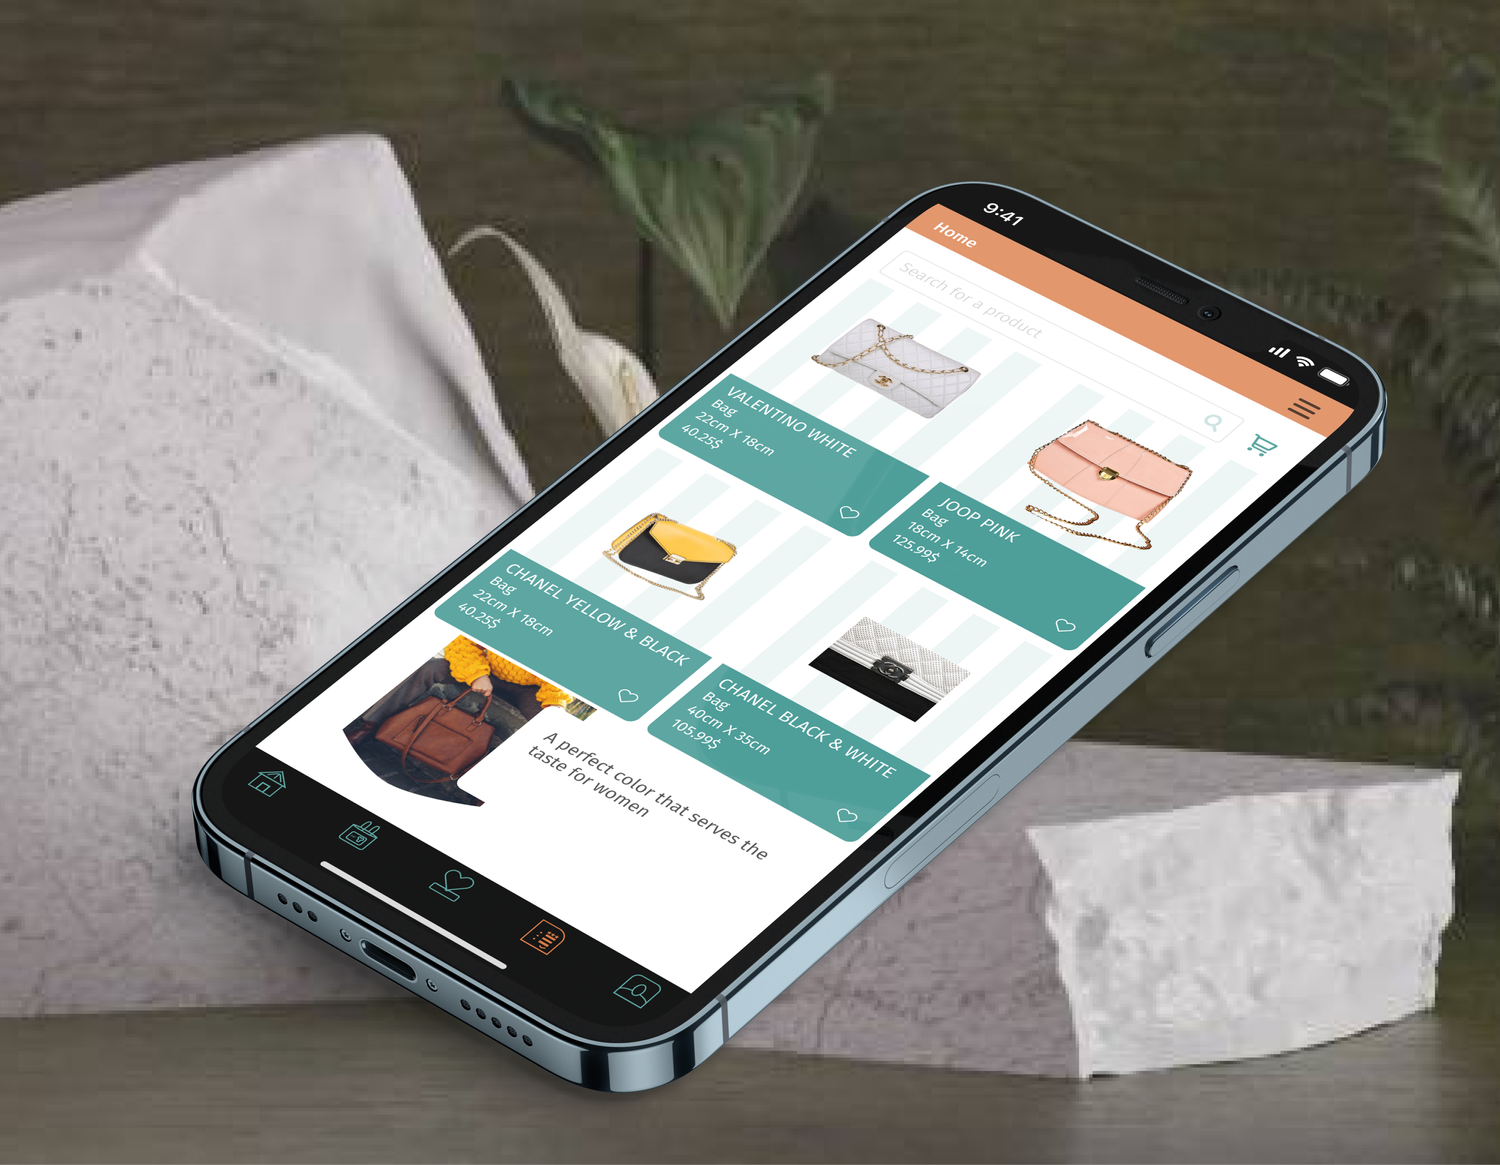 9:41
Home
Search for a product
VALENTINO WHITE
Bag
22cm X 18cm
40.25$
JOOP PINK
Bag
18cm X 14cm
125.99$
CHANEL YELLOW & BLACK
Bag
22cm X 18cm
40.25$
CHANEL BLACK & WHITE
Bag
40cm X 35cm
105.99$
A perfect color that serves the
taste for women